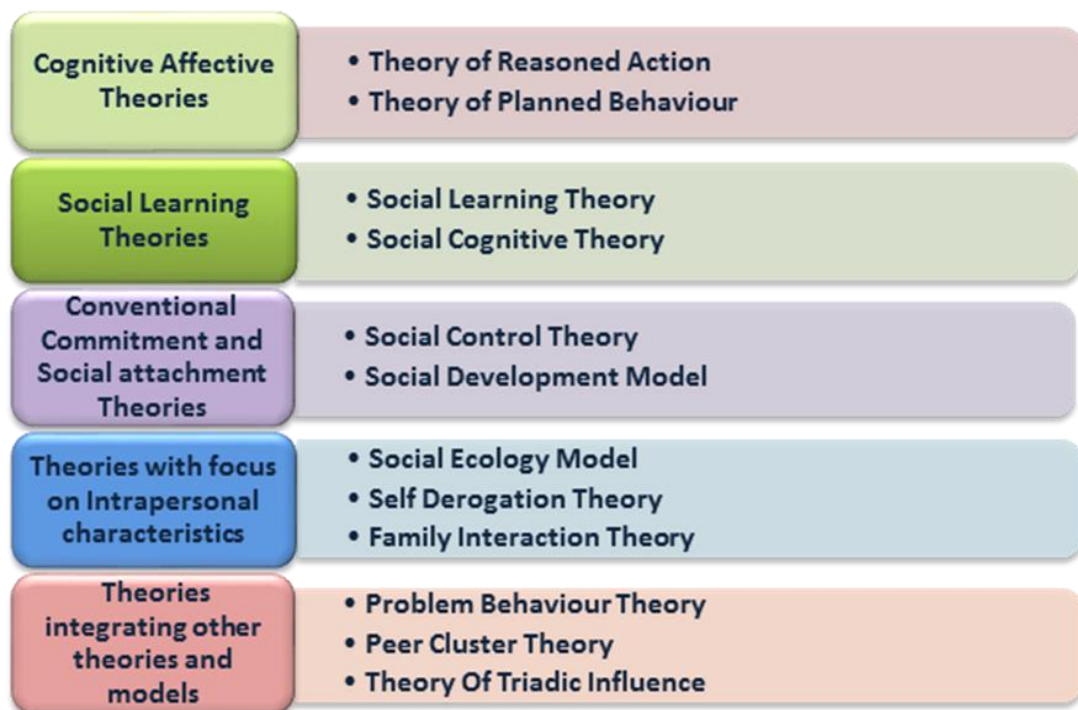 Cognitive Affective
Theories
• Theory of Reasoned Action
• Theory of Planned Behaviour
Social Learning
Theories
• Social Learning Theory
• Social Cognitive Theory
Conventional
Commitment and
Social attachment
Theories
• Social Control Theory
• Social Development Model
Theories with focus
on Intrapersonal
characteristics
• Social Ecology Model
• Self Derogation Theory
• Family Interaction Theory
Theories
integrating other
theories and
models
• Problem Behaviour Theory
• Peer Cluster Theory
• Theory Of Triadic Influence